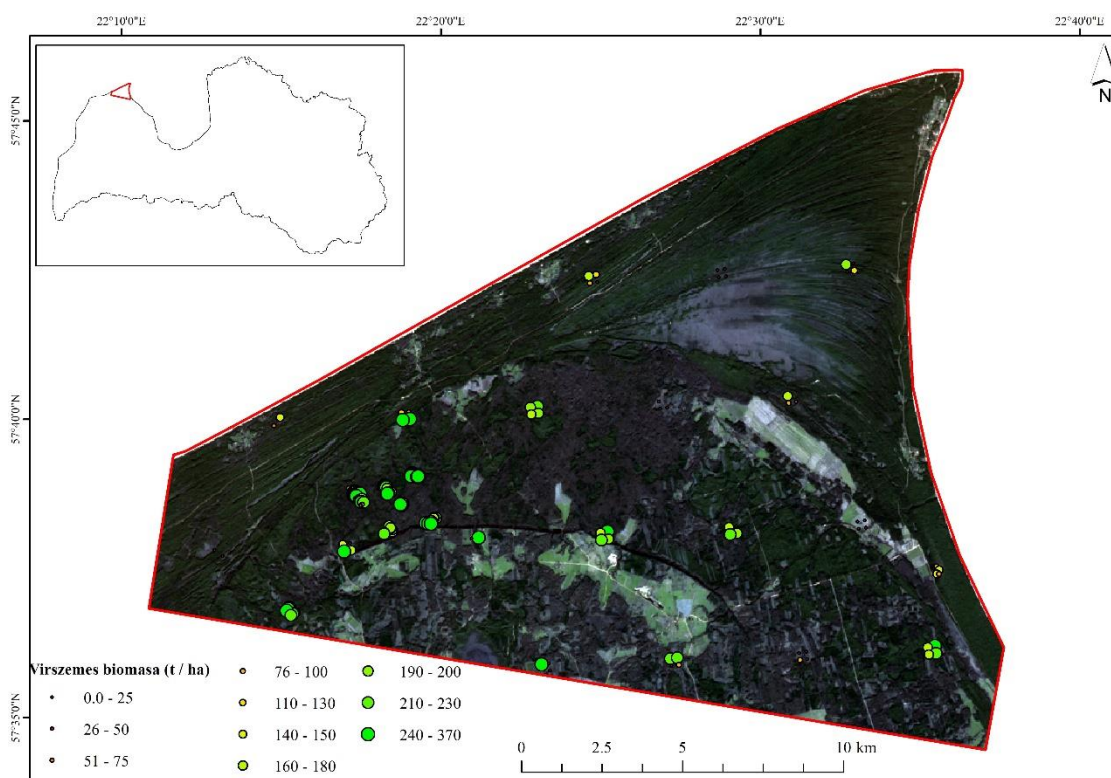 22°10'0"E 22°20'0"E 22°30'0"E 22°40'0"E
N
57°45'0"N
57°40'0"N
57°35'0"N
Virszemes biomasa (t / ha)
0.0 - 25
26 - 50
51 - 75
76 - 100
110 - 130
140 - 150
160 - 180
190 - 200
210 - 230
240 - 370
0 2.5 5 10 km